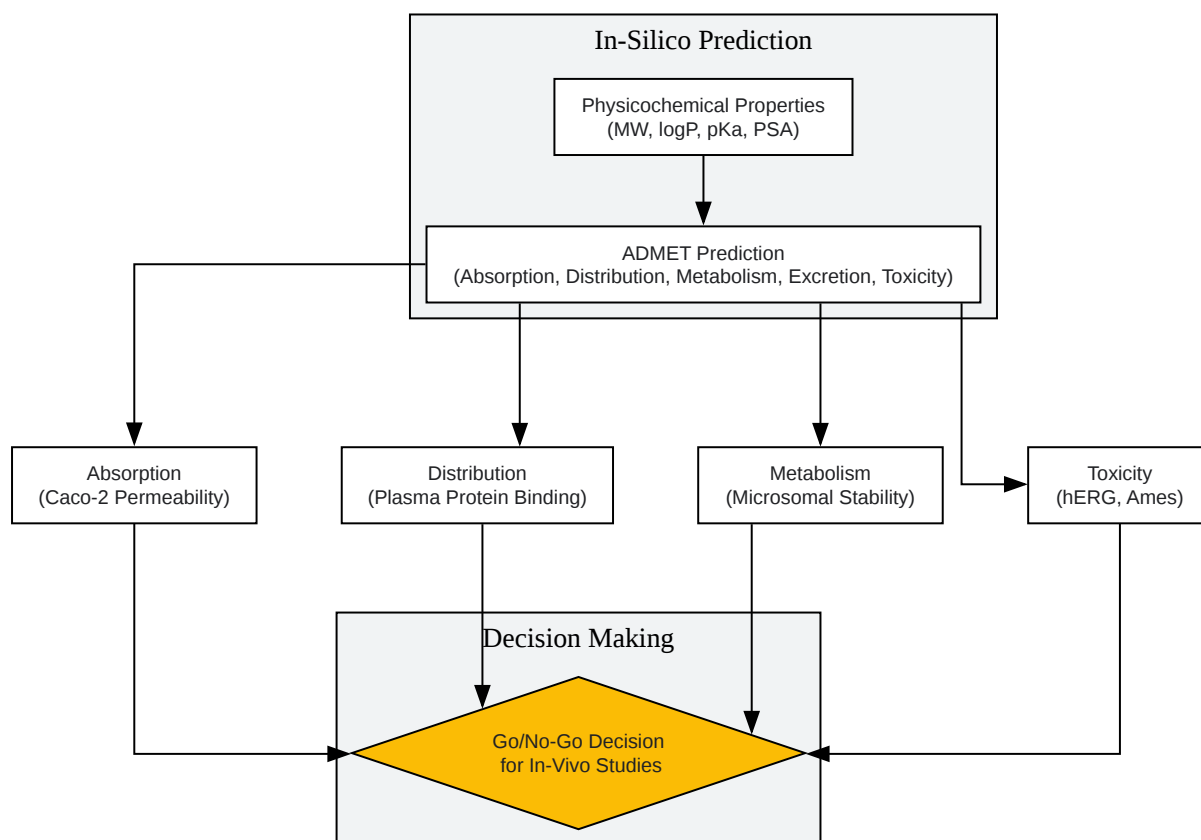 In-Silico Prediction
Physicochemical Properties
(MW, logP, pKa, PSA)
ADMET Prediction
(Absorption, Distribution, Metabolism, Excretion, Toxicity)
Absorption
(Caco-2 Permeability)
Distribution
(Plasma Protein Binding)
Metabolism
(Microsomal Stability)
Toxicity
(hERG, Ames)
Decision Making
Go/No-Go Decision
for In-Vivo Studies